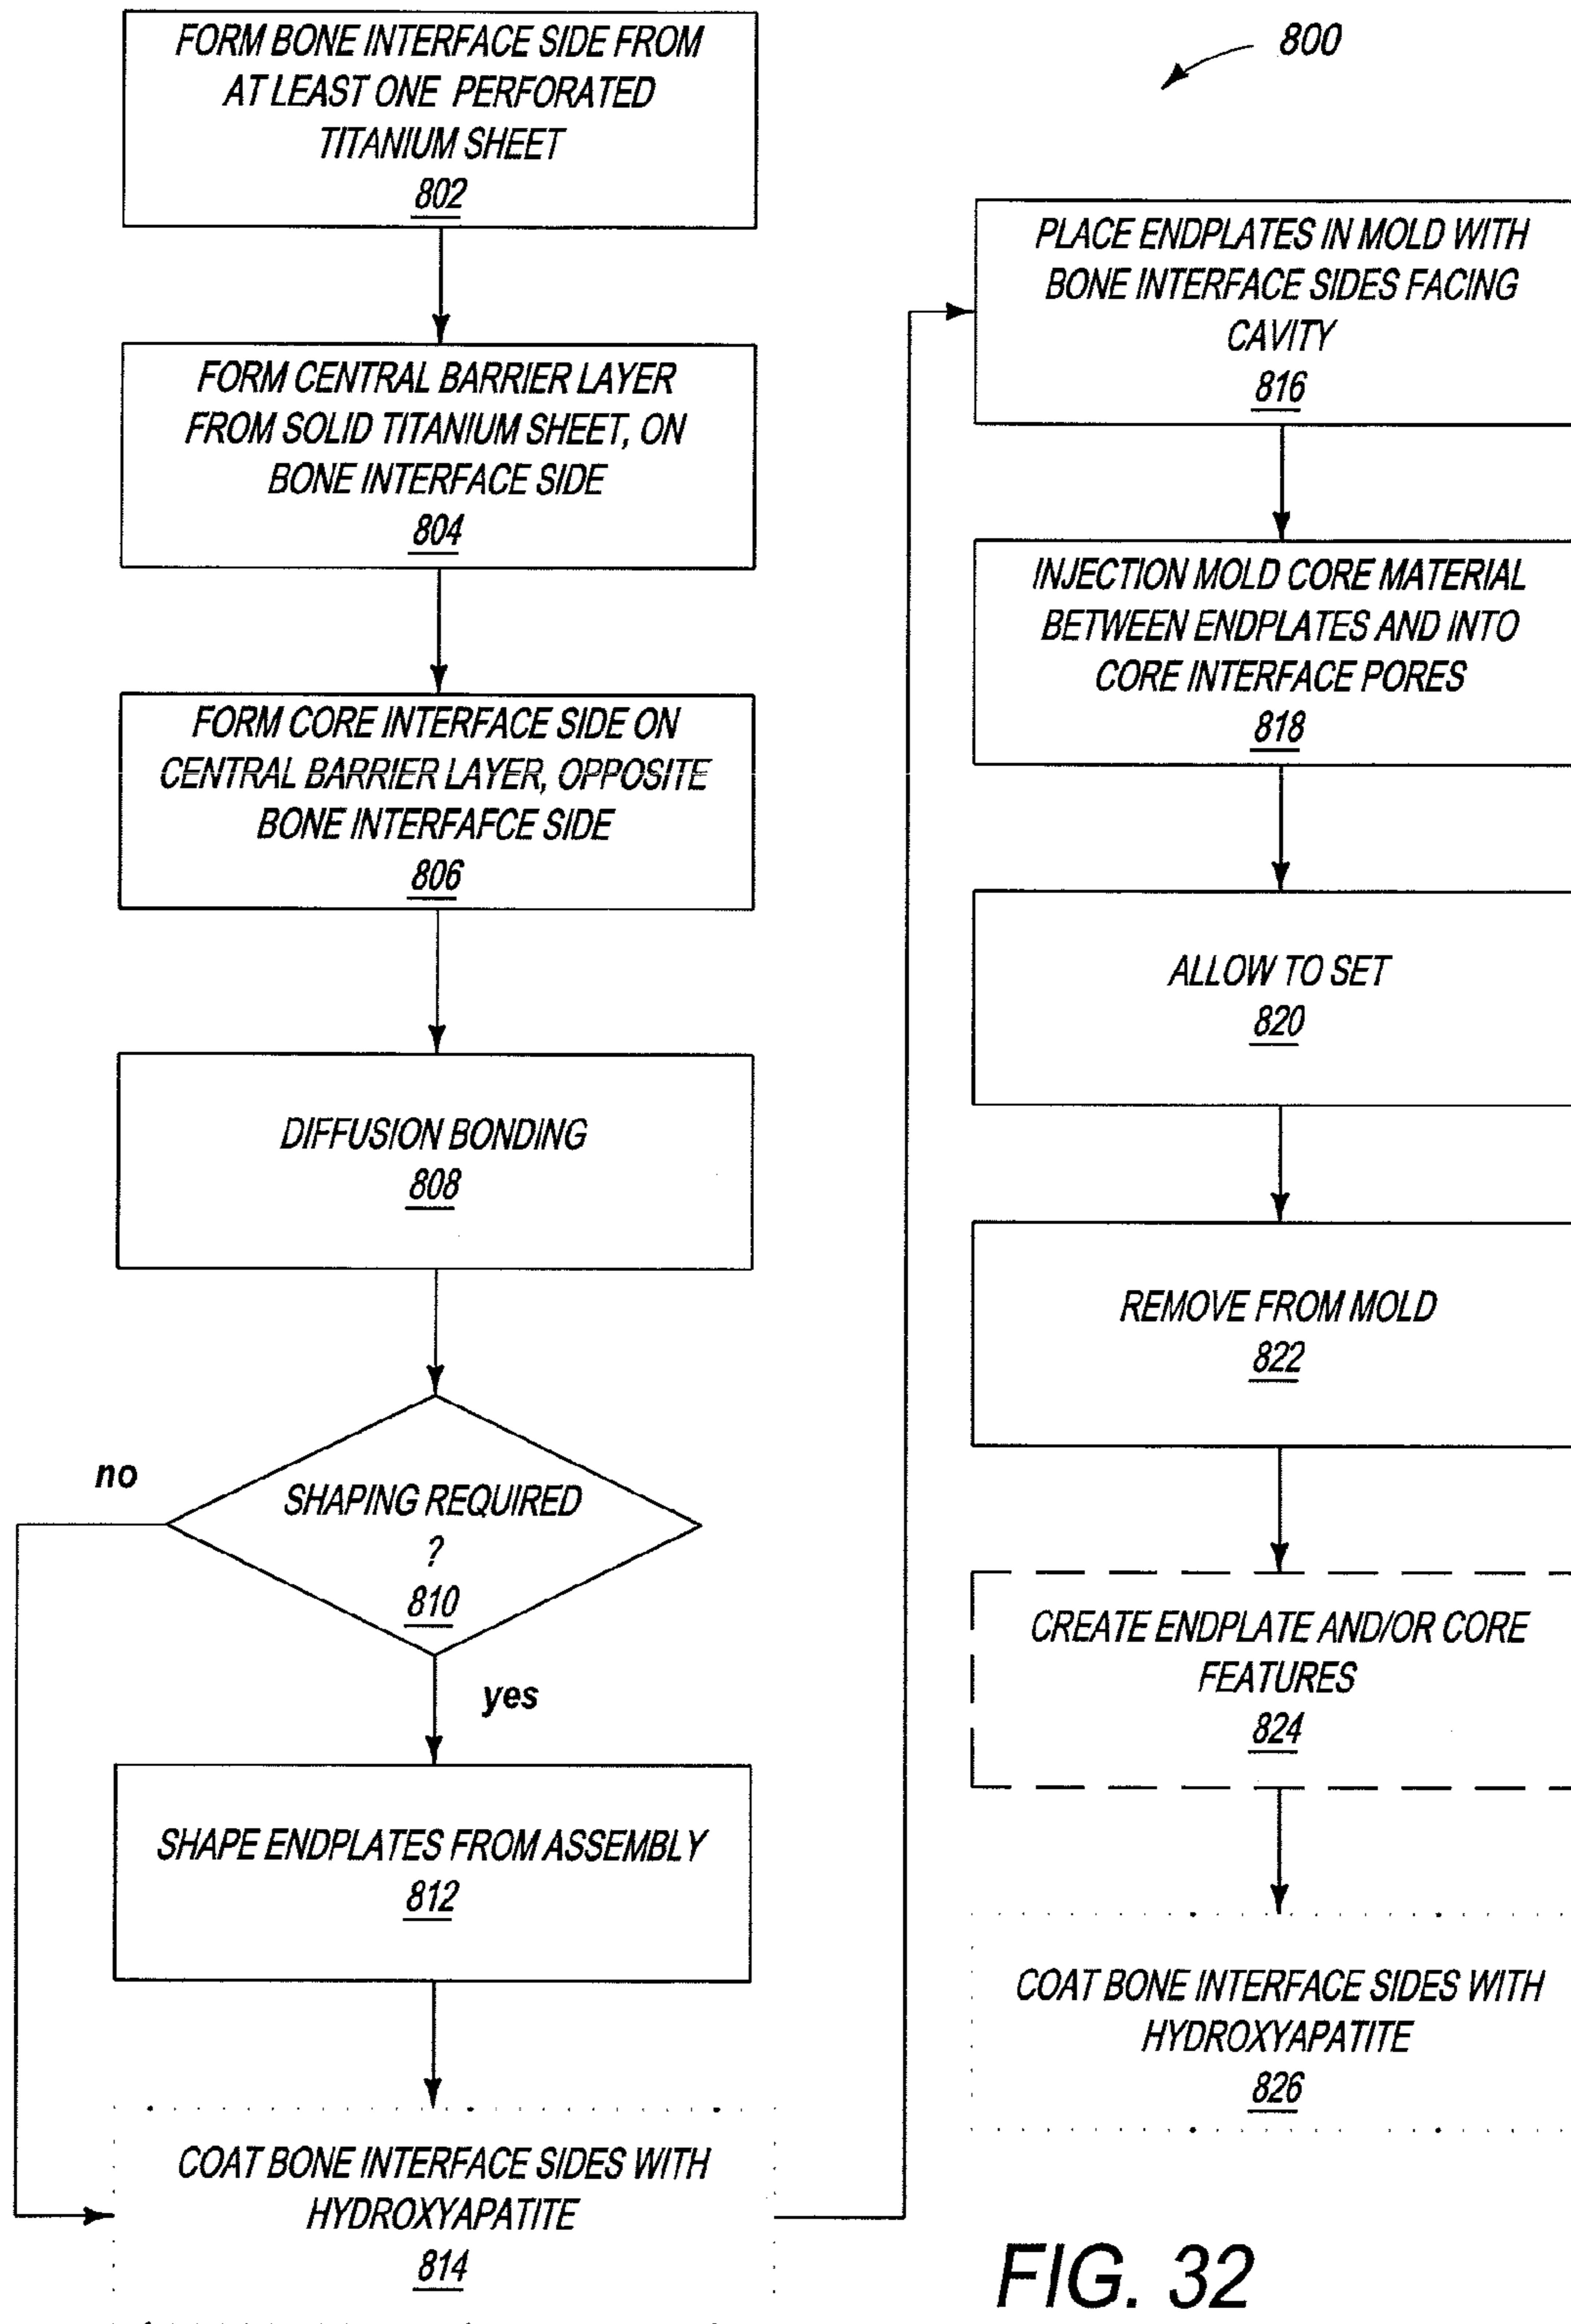 800
FORM BONE INTERFACE SIDE FROM
AT LEAST ONE PERFORATED
TITANIUM SHEET
802
FORM CENTRAL BARRIER LAYER
FROM SOLID TITANIUM SHEET, ON
BONE INTERFACE SIDE
804
FORM CORE INTERFACE SIDE ON
CENTRAL BARRIER LAYER, OPPOSITE
BONE INTERFAFCE SIDE
806
DIFFUSION BONDING
808
SHAPING REQUIRED
?
810
no
yes
SHAPE ENDPLATES FROM ASSEMBLY
812
COAT BONE INTERFACE SIDES WITH
HYDROXYAPATITE
814
PLACE ENDPLATES IN MOLD WITH
BONE INTERFACE SIDES FACING
CAVITY
816
INJECTION MOLD CORE MATERIAL
BETWEEN ENDPLATES AND INTO
CORE INTERFACE PORES
818
ALLOW TO SET
820
REMOVE FROM MOLD
822
CREATE ENDPLATE AND/OR CORE
FEATURES
824
COAT BONE INTERFACE SIDES WITH
HYDROXYAPATITE
826
FIG. 32